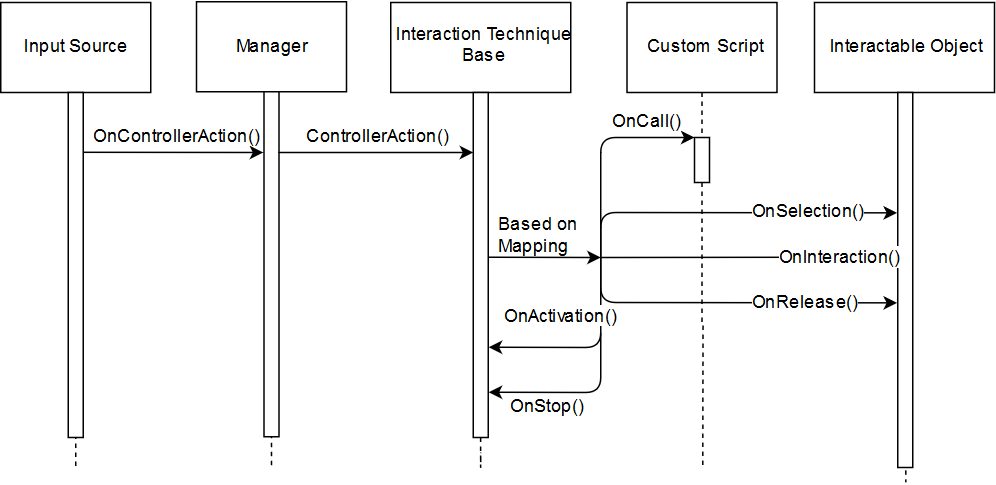 Input Source
Manager
Interaction Technique
Base
Custom Script
Interactable Object
OnCall()
OnControllerAction()
ControllerAction()
OnSelection()
Based on
Mapping
OnInteraction()
OnRelease()
OnActivation()
OnStop()